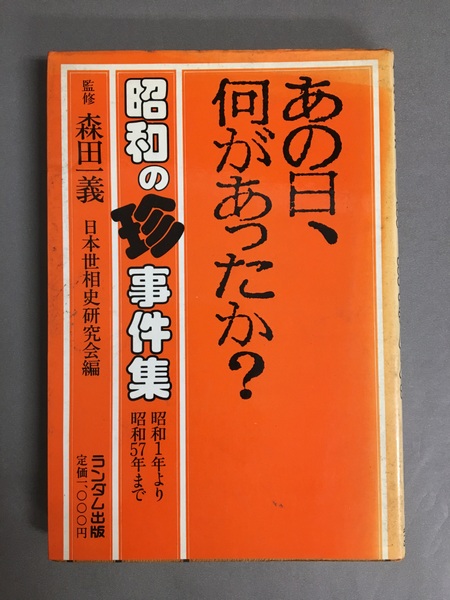 あの日、
何があったか?
昭和の珍事件集
昭和1年より
昭和57年まで
監修 森田一義
日本世相史研究会編
ランダム出版
定価一、〇〇〇円